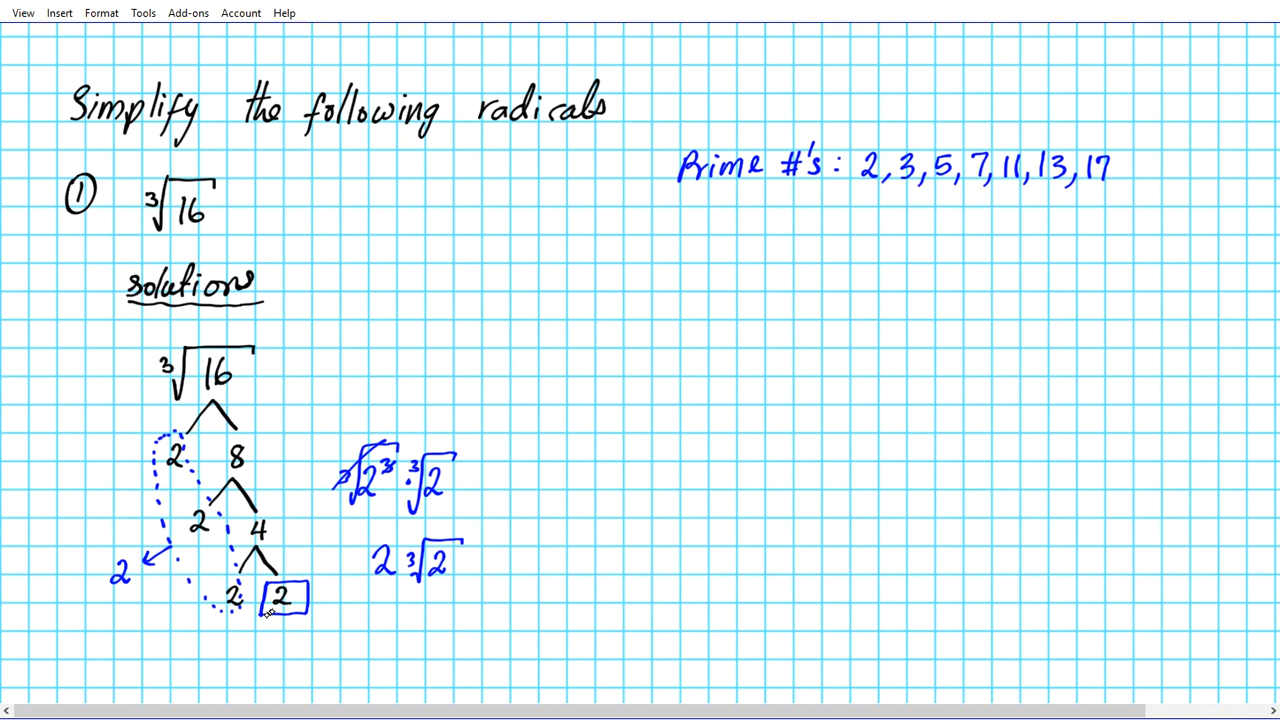 View Insert Format Tools Add-ons Account Help
Simplify the following radicals
Prime #'s: 2, 3, 5, 7, 11, 13, 17
① ∛16
solutions
∛16
2 8
∛2³ · ∛2
2 4
2 ∛2
2
2 2